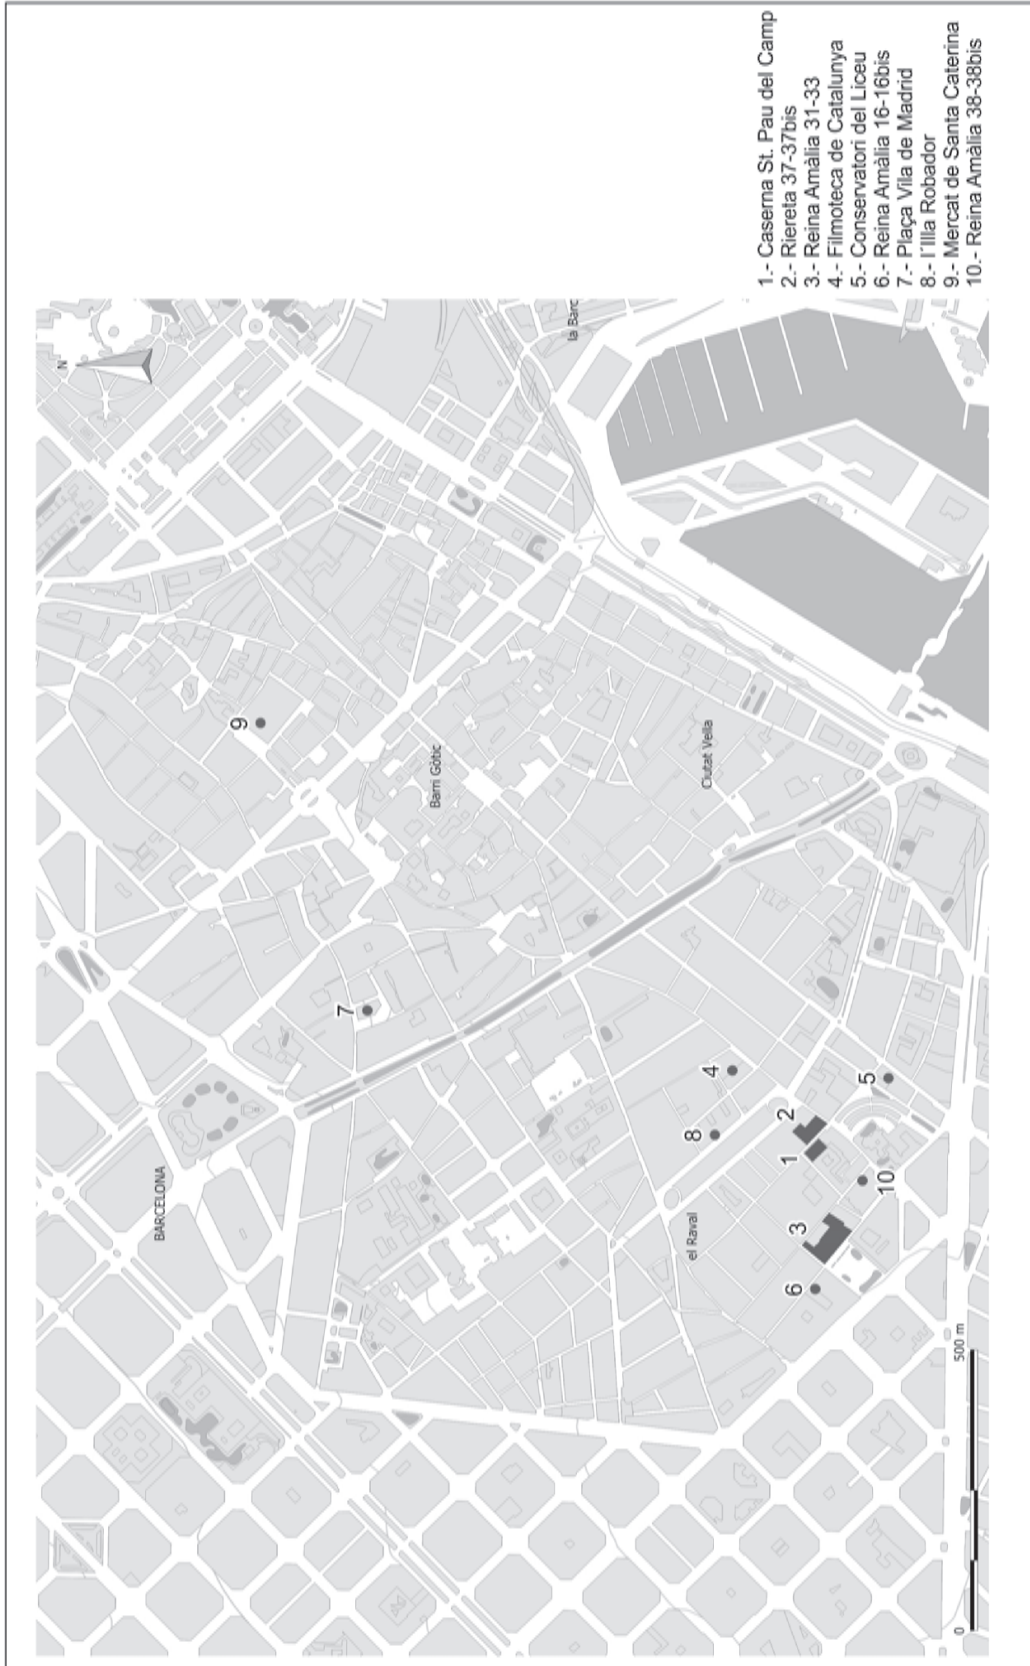 N
BARCELONA
7
9
Barri Gòtic
la Barc
el Raval
8
4
Ciutat Vella
6
3
1
2
10
5
0
500 m
1.- Caserna St. Pau del Camp
2.- Riereta 37-37bis
3.- Reina Amàlia 31-33
4.- Filmoteca de Catalunya
5.- Conservatori del Liceu
6.- Reina Amàlia 16-16bis
7.- Plaça Vila de Madrid
8.- l'Illa Robador
9.- Mercat de Santa Caterina
10.- Reina Amàlia 38-38bis